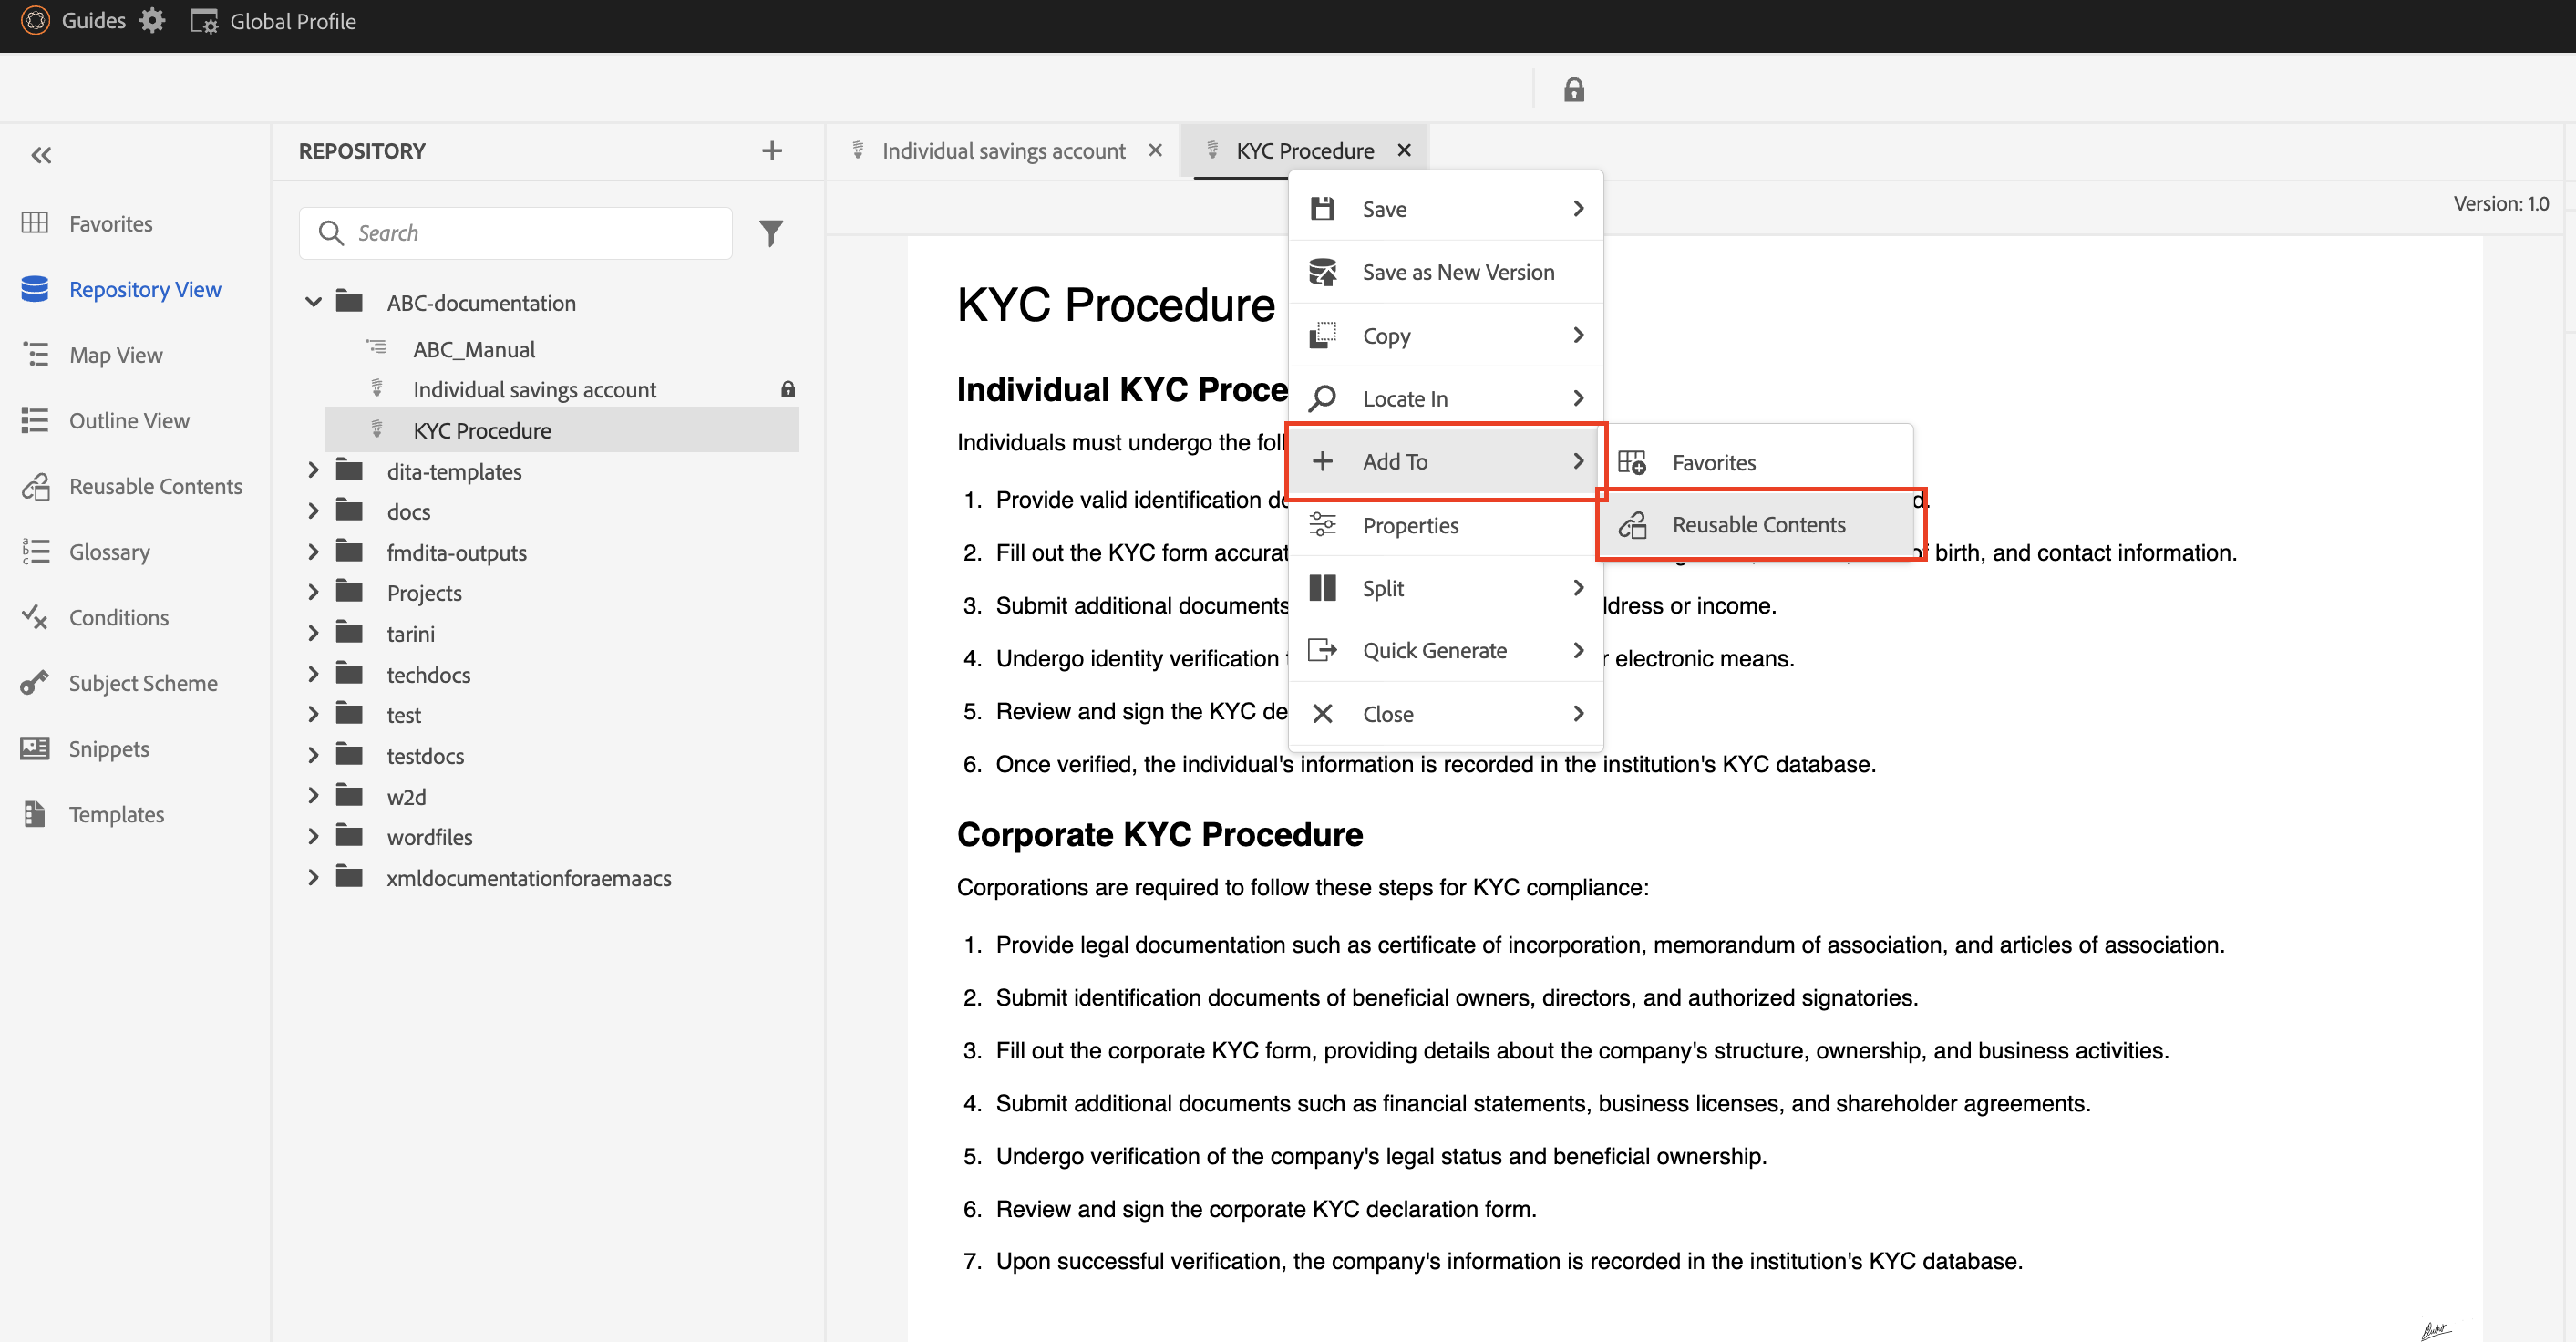 Guides
Global Profile
REPOSITORY
Individual savings account
KYC Procedure
Version: 1.0
Favorites
Repository View
Map View
Outline View
Reusable Contents
Glossary
Conditions
Subject Scheme
Snippets
Templates
Search
ABC-documentation
ABC_Manual
Individual savings account
KYC Procedure
dita-templates
docs
fmdita-outputs
Projects
tarini
techdocs
test
testdocs
w2d
wordfiles
xmldocumentationforaemaacs
Save
Save as New Version
Copy
Locate In
Add To
Properties
Split
Quick Generate
Close
Favorites
Reusable Contents
KYC Procedure
Individual KYC Proce
Individuals must undergo the foll
1. Provide valid identification d
2. Fill out the KYC form accurat birth, and contact information.
3. Submit additional documents ldress or income.
4. Undergo identity verification r electronic means.
5. Review and sign the KYC de
6. Once verified, the individual's information is recorded in the institution's KYC database.
Corporate KYC Procedure
Corporations are required to follow these steps for KYC compliance:
1. Provide legal documentation such as certificate of incorporation, memorandum of association, and articles of association.
2. Submit identification documents of beneficial owners, directors, and authorized signatories.
3. Fill out the corporate KYC form, providing details about the company's structure, ownership, and business activities.
4. Submit additional documents such as financial statements, business licenses, and shareholder agreements.
5. Undergo verification of the company's legal status and beneficial ownership.
6. Review and sign the corporate KYC declaration form.
7. Upon successful verification, the company's information is recorded in the institution's KYC database.